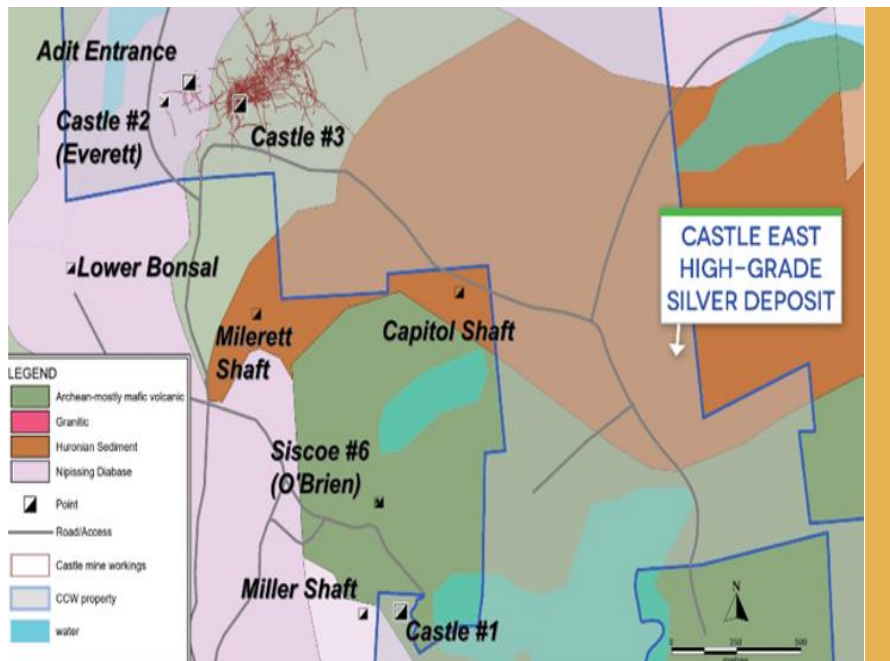 Adit Entrance
Castle #2
(Everett)
Castle #3
Lower Bonsal
CASTLE EAST
HIGH-GRADE
SILVER DEPOSIT
Milerett
Shaft
Capitol Shaft
LEGEND
Archean-mostly mafic volcanic
Granitic
Huronian Sediment
Nipissing Diabase
Point
Road/Access
Castle mine workings
CCW property
water
Siscoe #6
(O'Brien)
Miller Shaft
Castle #1
N
0 250 500
metres